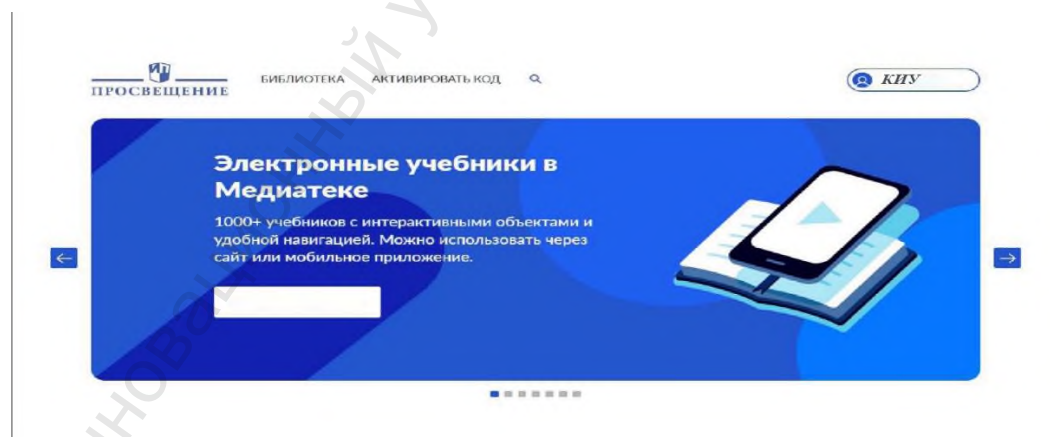 ПРОСВЕЩЕНИЕ
БИБЛИОТЕКА АКТИВИРОВАТЬ КОД
КИУ
Электронные учебники в
Медиатеке
1000+ учебников с интерактивными объектами и
удобной навигацией. Можно использовать через
сайт или мобильное приложение.